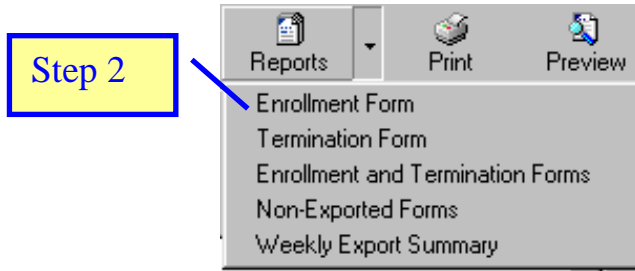 Step 2
Reports Print Preview
Enrollment Form
Termination Form
Enrollment and Termination Forms
Non-Exported Forms
Weekly Export Summary